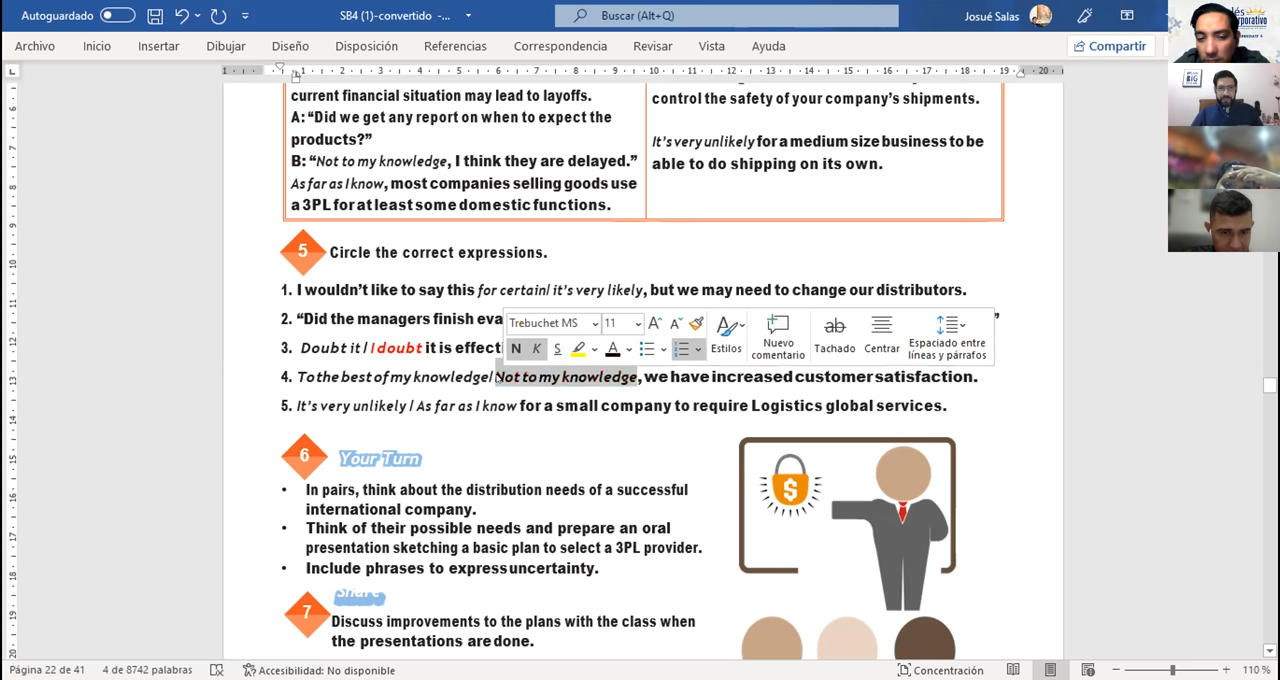 Autoguardado
SB4 (1)-convertido -...
Buscar (Alt+Q)
Josué Salas
Archivo
Inicio
Insertar
Dibujar
Diseño
Disposición
Referencias
Correspondencia
Revisar
Vista
Ayuda
Compartir
current financial situation may lead to layoffs.
A: “Did we get any report on when to expect the
products?”
B: “Not to my knowledge, I think they are delayed.”
As far as I know, most companies selling goods use
a 3PL for at least some domestic functions.
control the safety of your company’s shipments.
It’s very unlikely for a medium size business to be
able to do shipping on its own.
5 Circle the correct expressions.
1. I wouldn’t like to say this for certain/ it’s very likely, but we may need to change our distributors.
2. “Did the managers finish eva
3. Doubt it / I doubt it is effecti
4. To the best of my knowledge/ Not to my knowledge, we have increased customer satisfaction.
5. It’s very unlikely / As far as I know for a small company to require Logistics global services.
Trebuchet MS
11
N K S
Estilos
Nuevo
comentario
Tachado
Centrar
Espaciado entre
líneas y párrafos
6 Your Turn
• In pairs, think about the distribution needs of a successful
international company.
• Think of their possible needs and prepare an oral
presentation sketching a basic plan to select a 3PL provider.
• Include phrases to express uncertainty.
7 Share
Discuss improvements to the plans with the class when
the presentations are done.
Página 22 de 41
4 de 8742 palabras
Accesibilidad: No disponible
Concentración
110 %